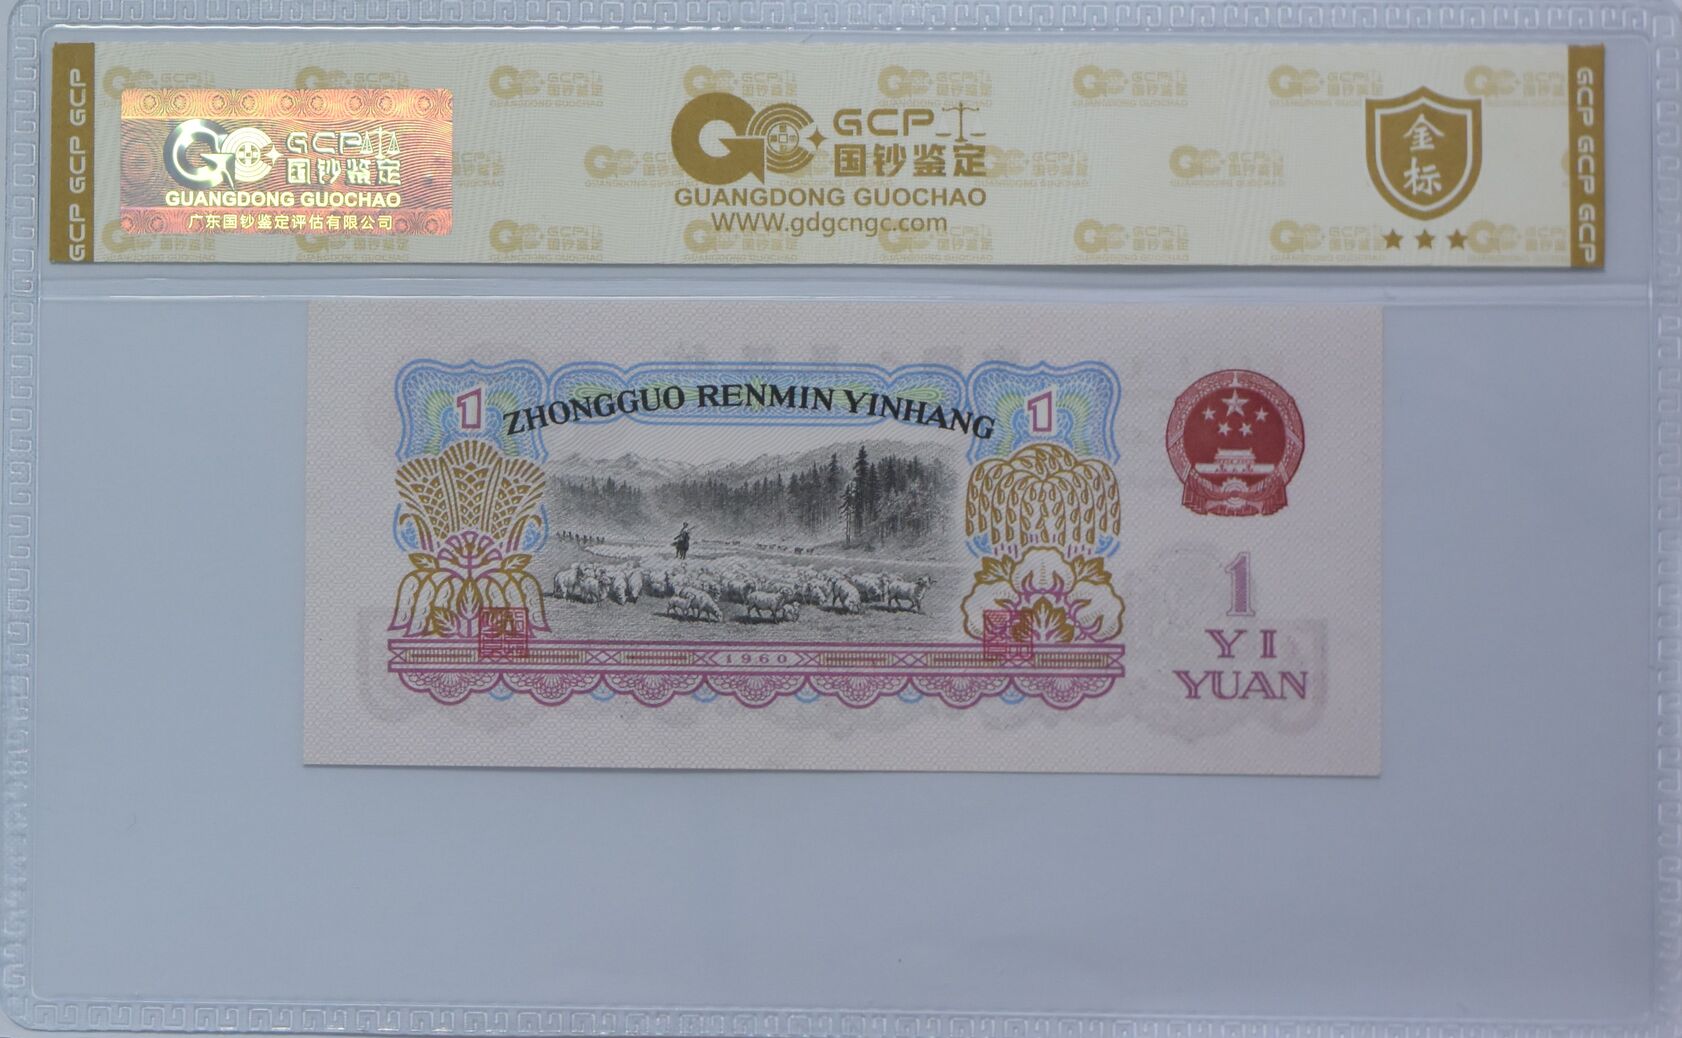 GCP GCP GCP
GCP
国钞鉴定
GUANGDONG GUOCHAO
广东国钞鉴定评估有限公司
GCP
国钞鉴定
GUANGDONG GUOCHAO
WWW.gdgcngc.com
金标
GCP GCP GCP
1
ZHONGGUO RENMIN YINHANG
1
1960
1
YI
YUAN